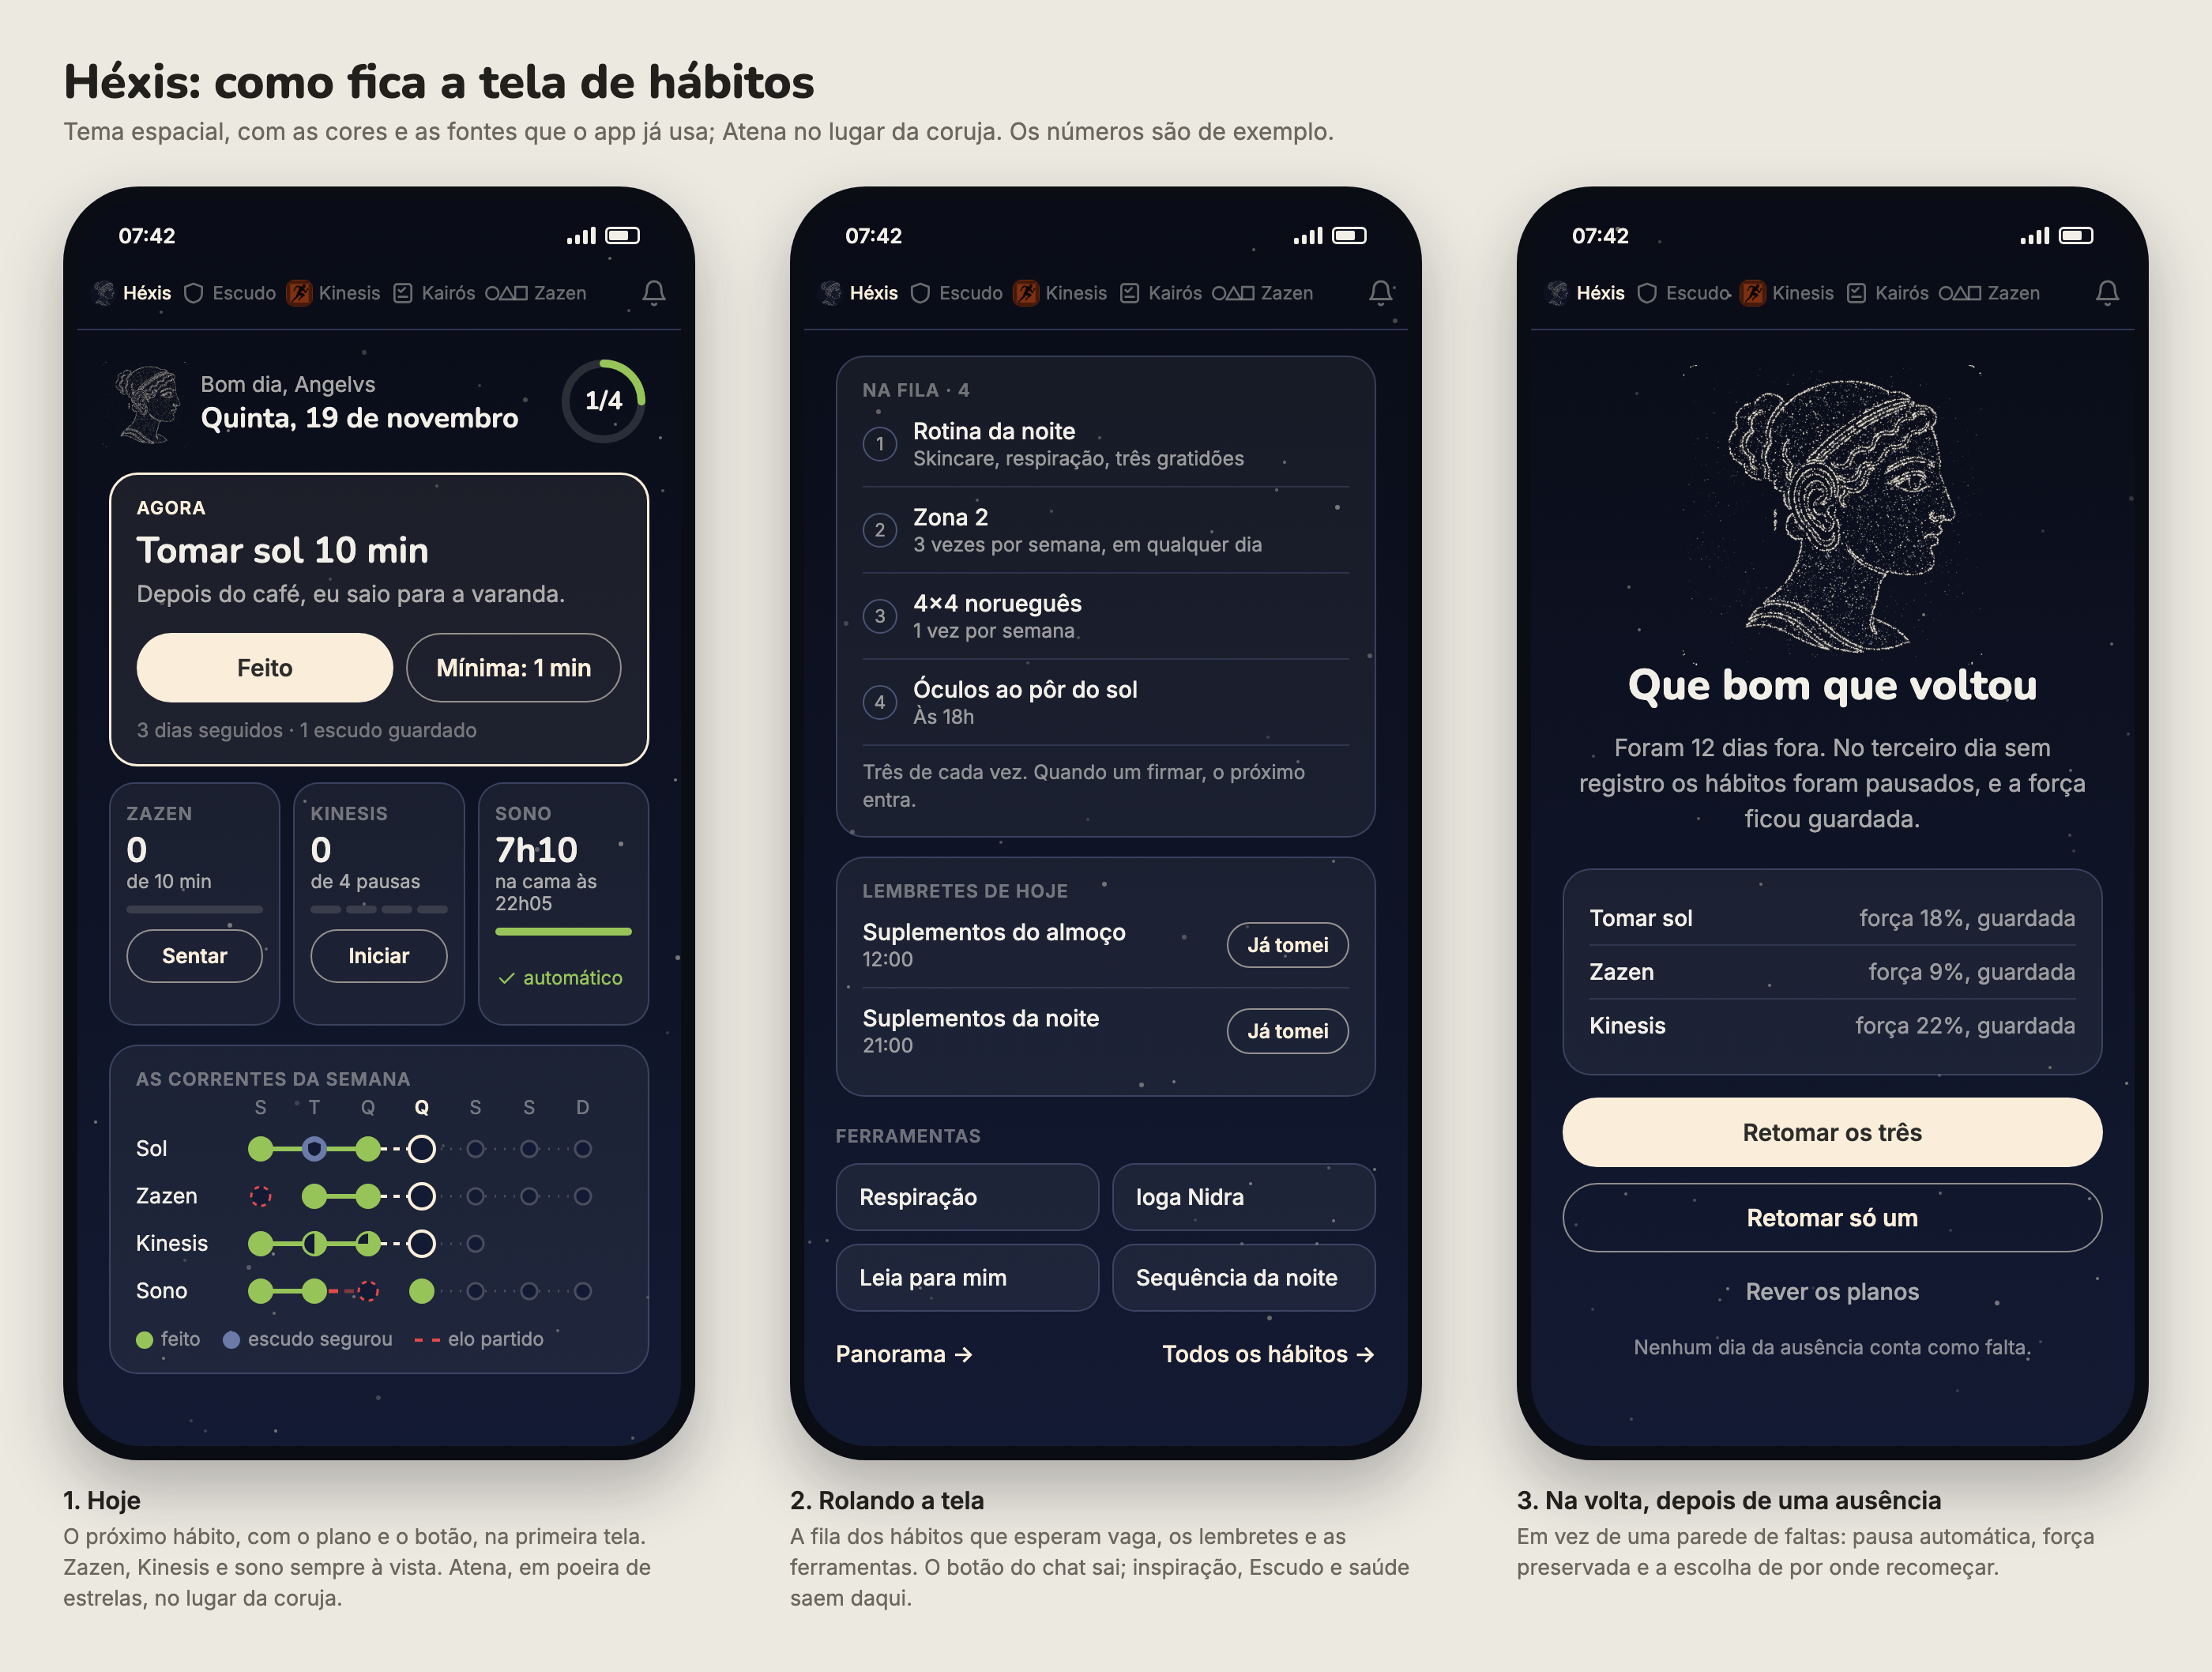 Héxis: como fica a tela de hábitos
Tema espacial, com as cores e as fontes que o app já usa; Atena no lugar da coruja. Os números são de exemplo.
07:42
Héxis Escudo Kinesis Kairós Zazen
Bom dia, Angelvs
Quinta, 19 de novembro
1/4
AGORA
Tomar sol 10 min
Depois do café, eu saio para a varanda.
Feito
Mínima: 1 min
3 dias seguidos · 1 escudo guardado
ZAZEN
0
de 10 min
Sentar
KINESIS
0
de 4 pausas
Iniciar
SONO
7h10
na cama às
22h05
automático
AS CORRENTES DA SEMANA
S T Q Q S S D
Sol
Zazen
Kinesis
Sono
feito escudo segurou elo partido
1. Hoje
O próximo hábito, com o plano e o botão, na primeira tela.
Zazen, Kinesis e sono sempre à vista. Atena, em poeira de
estrelas, no lugar da coruja.
07:42
Héxis Escudo Kinesis Kairós Zazen
NA FILA · 4
1
Rotina da noite
Skincare, respiração, três gratidões
2
Zona 2
3 vezes por semana, em qualquer dia
3
4×4 norueguês
1 vez por semana
4
Óculos ao pôr do sol
Às 18h
Três de cada vez. Quando um firmar, o próximo
entra.
LEMBRETES DE HOJE
Suplementos do almoço
12:00
Já tomei
Suplementos da noite
21:00
Já tomei
FERRAMENTAS
Respiração
Ioga Nidra
Leia para mim
Sequência da noite
Panorama →
Todos os hábitos →
2. Rolando a tela
A fila dos hábitos que esperam vaga, os lembretes e as
ferramentas. O botão do chat sai; inspiração, Escudo e saúde
saem daqui.
07:42
Héxis Escudo Kinesis Kairós Zazen
Que bom que voltou
Foram 12 dias fora. No terceiro dia sem
registro os hábitos foram pausados, e a força
ficou guardada.
Tomar sol força 18%, guardada
Zazen força 9%, guardada
Kinesis força 22%, guardada
Retomar os três
Retomar só um
Rever os planos
Nenhum dia da ausência conta como falta.
3. Na volta, depois de uma ausência
Em vez de uma parede de faltas: pausa automática, força
preservada e a escolha de por onde recomeçar.